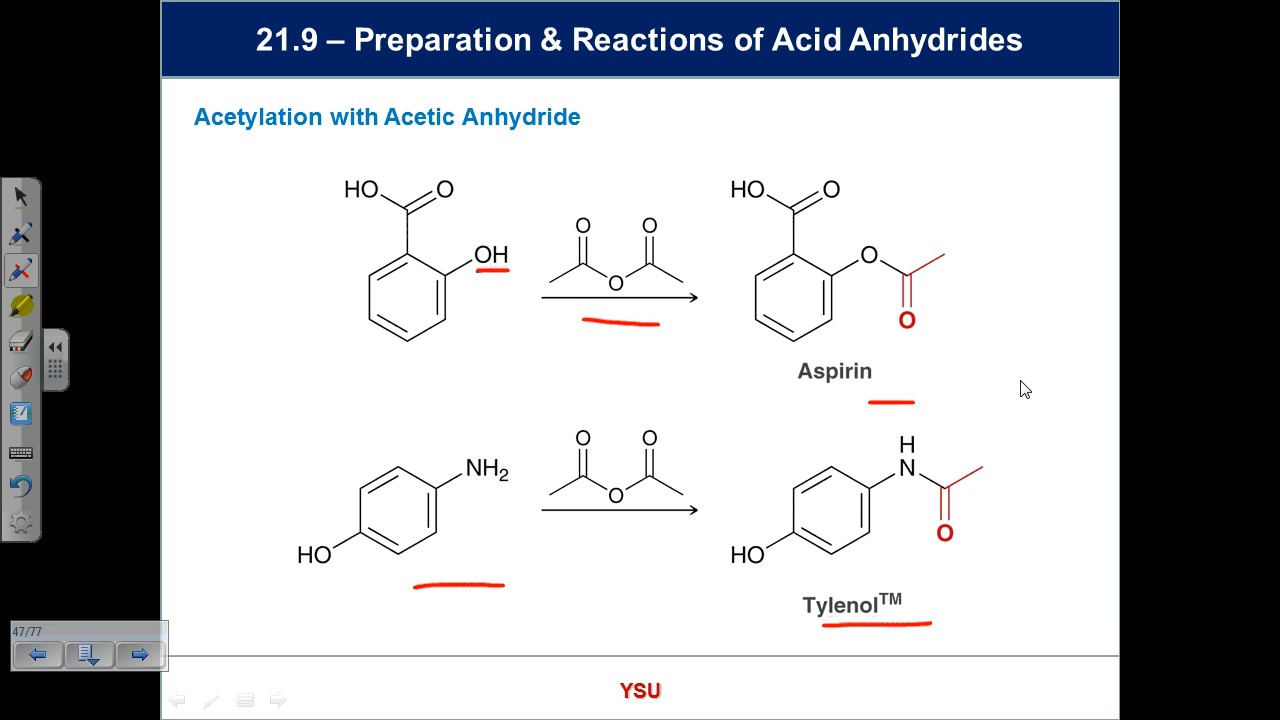 21.9 – Preparation & Reactions of Acid Anhydrides
Acetylation with Acetic Anhydride
HO O
OH
O O
O
HO O
O
O
Aspirin
NH2
HO
O O
O
H
N
O
HO
Tylenol™
47/77
YSU